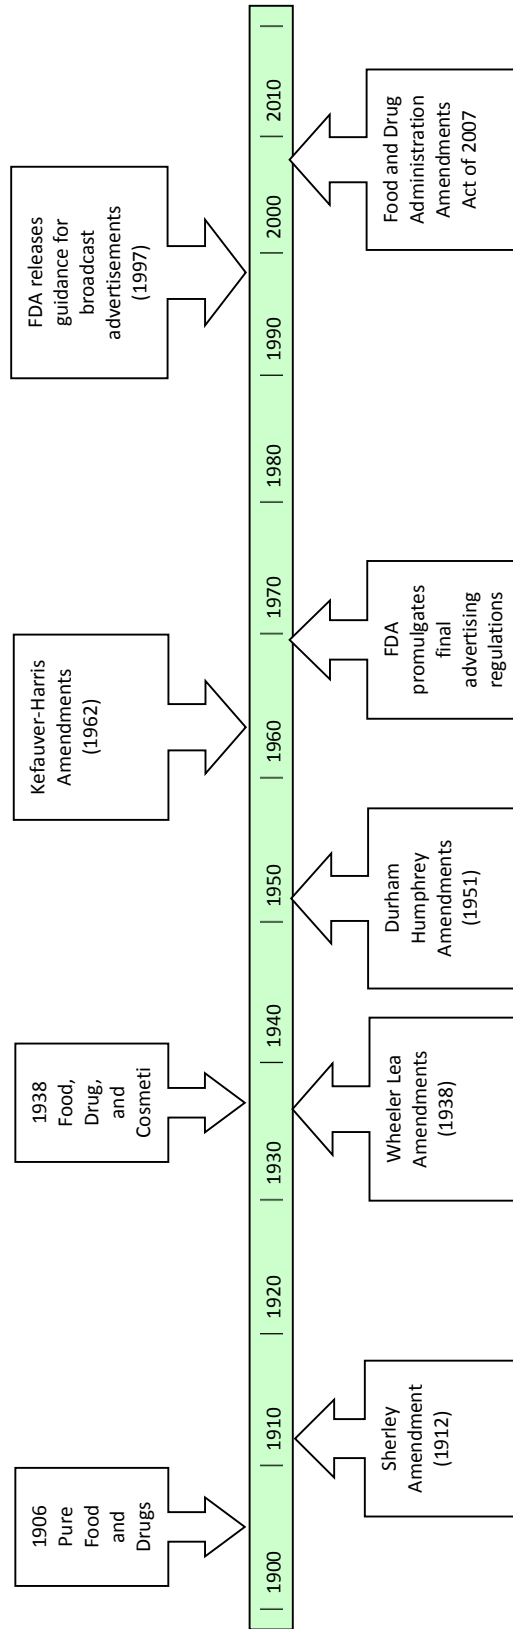 1906
Pure
Food
and
Drugs
1938
Food,
Drug,
and
Cosmeti
Kefauver-Harris
Amendments
(1962)
FDA releases
guidance for
broadcast
advertisements
(1997)
1900
1910
1920
1930
1940
1950
1960
1970
1980
1990
2000
2010
Sherley
Amendment
(1912)
Wheeler Lea
Amendments
(1938)
Durham
Humphrey
Amendments
(1951)
FDA
promulgates
final
advertising
regulations
Food and Drug
Administration
Amendments
Act of 2007